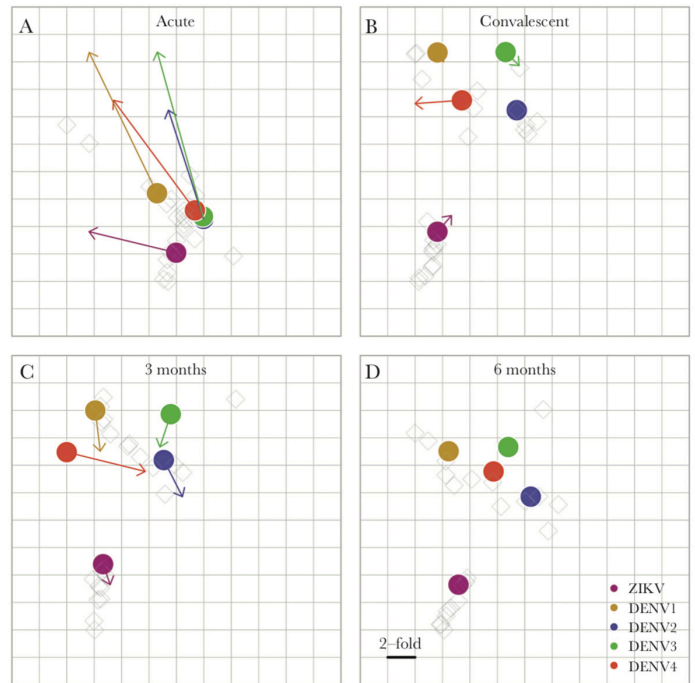 A
Acute
B
Convalescent
C
3 months
D
6 months
2–fold
ZIKV
DENV1
DENV2
DENV3
DENV4